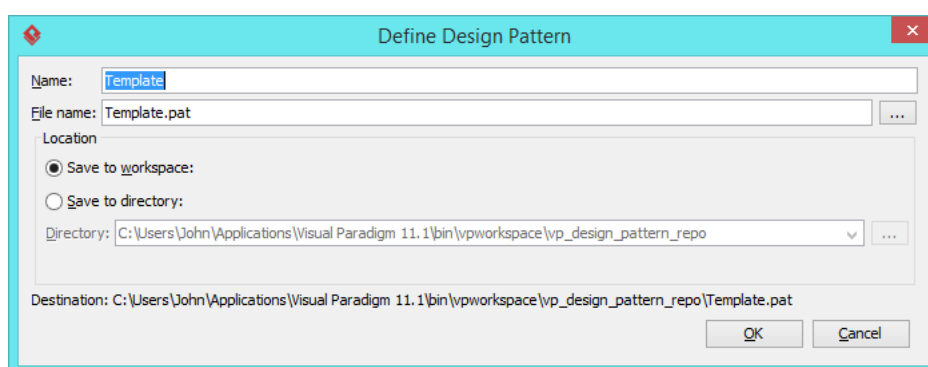 Define Design Pattern
Name: Template
File name: Template.pat ...
Location
Save to workspace:
Save to directory:
Directory: C:\Users\John\Applications\Visual Paradigm 11.1\bin\vpworkspace\vp_design_pattern_repo ...
Destination: C:\Users\John\Applications\Visual Paradigm 11.1\bin\vpworkspace\vp_design_pattern_repo\Template.pat
OK Cancel